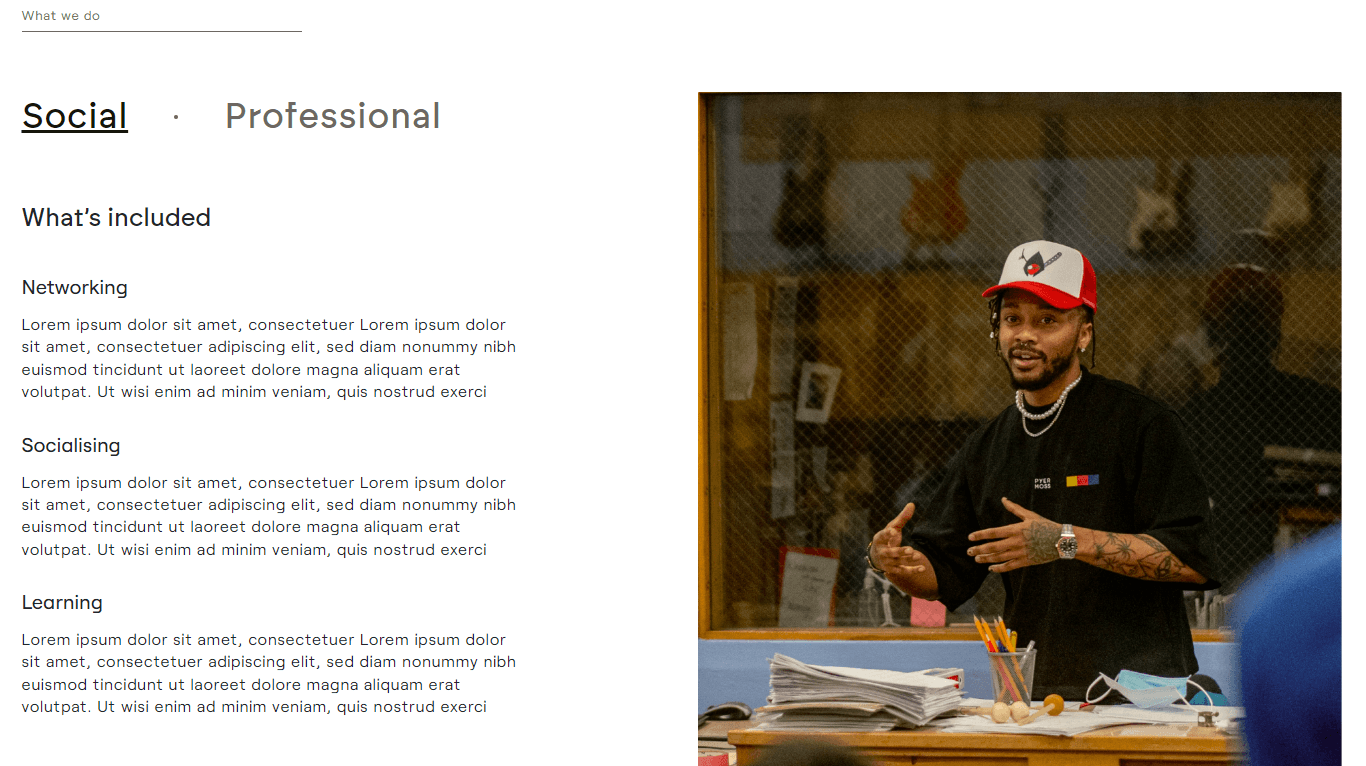 What we do
Social · Professional
What's included
Networking
Lorem ipsum dolor sit amet, consectetuer Lorem ipsum dolor
sit amet, consectetuer adipiscing elit, sed diam nonummy nibh
euismod tincidunt ut laoreet dolore magna aliquam erat
volutpat. Ut wisi enim ad minim veniam, quis nostrud exerci
Socialising
Lorem ipsum dolor sit amet, consectetuer Lorem ipsum dolor
sit amet, consectetuer adipiscing elit, sed diam nonummy nibh
euismod tincidunt ut laoreet dolore magna aliquam erat
volutpat. Ut wisi enim ad minim veniam, quis nostrud exerci
Learning
Lorem ipsum dolor sit amet, consectetuer Lorem ipsum dolor
sit amet, consectetuer adipiscing elit, sed diam nonummy nibh
euismod tincidunt ut laoreet dolore magna aliquam erat
volutpat. Ut wisi enim ad minim veniam, quis nostrud exerci
PYER
MOSS